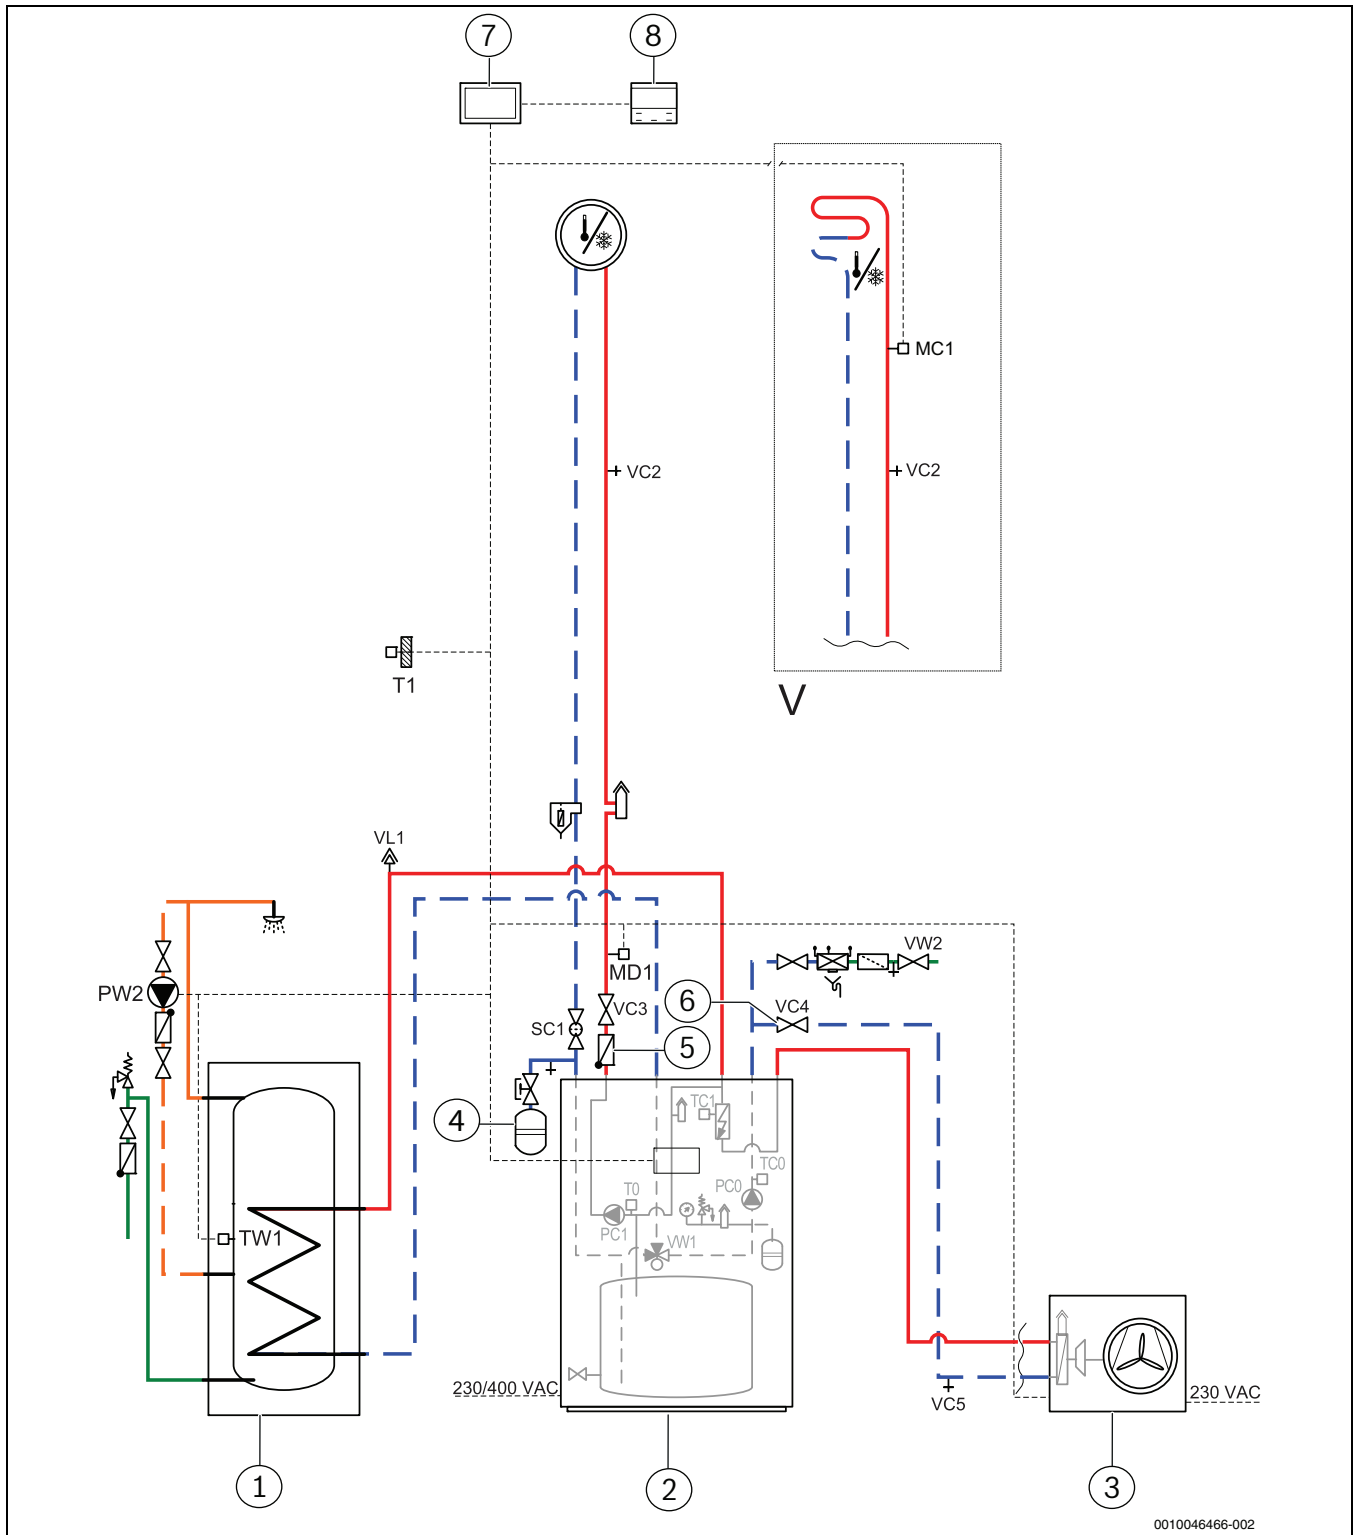 7
8
MC1
VC2
VC2
T1
V
VL1
VW2
MD1
PW2
6
VC4
VC3
SC1
5
TC1
4
TC0
T0
PC0
PC1
VW1
TW1
230/400 VAC
230 VAC
VC5
1
2
3
0010046466-002